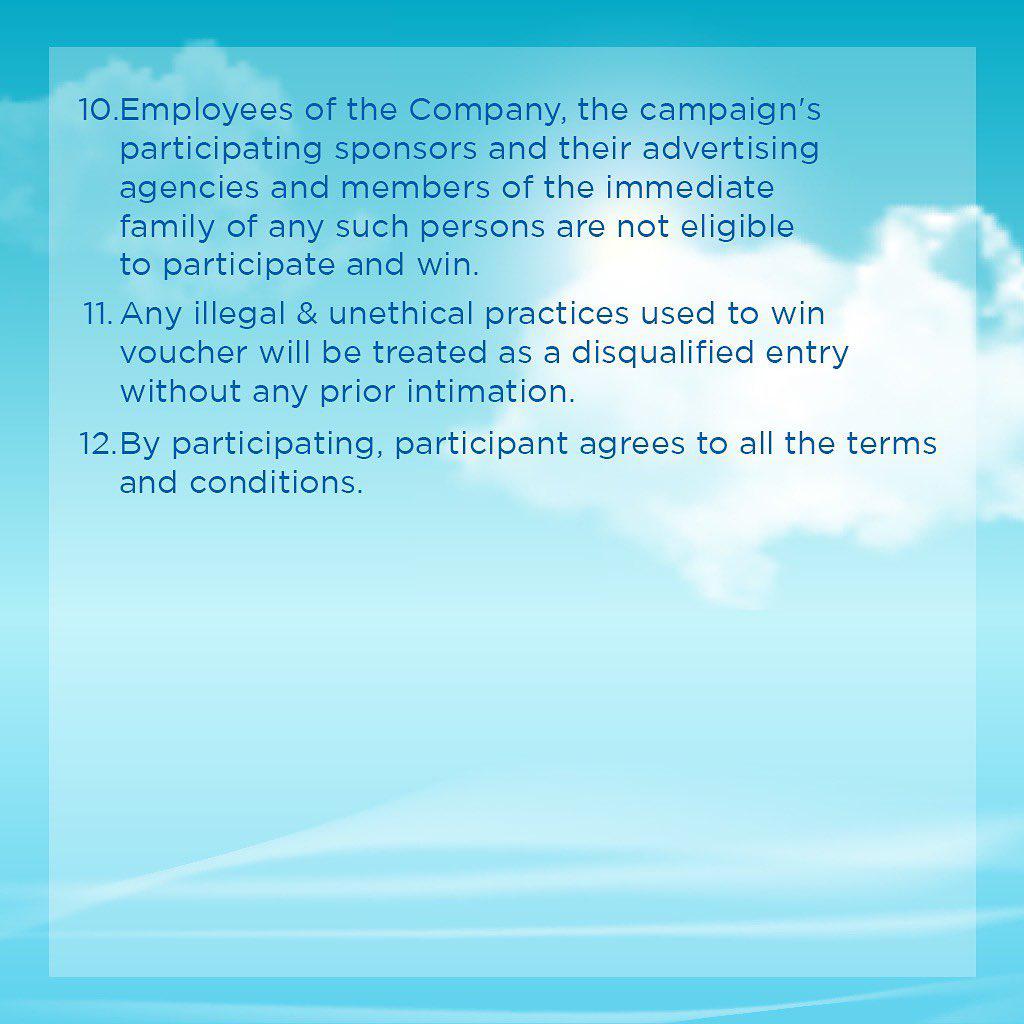 10.Employees of the Company, the campaign's
participating sponsors and their advertising
agencies and members of the immediate
family of any such persons are not eligible
to participate and win.
11. Any illegal & unethical practices used to win
voucher will be treated as a disqualified entry
without any prior intimation.
12.By participating, participant agrees to all the terms
and conditions.